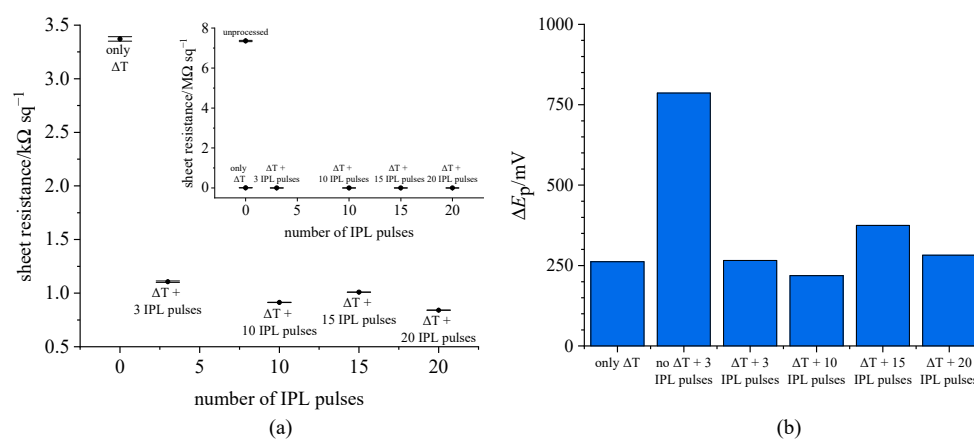 (a)
sheet resistance/kΩ sq⁻¹
3.5
3.0
2.5
2.0
1.5
1.0
0.5
0
5
10
15
20
number of IPL pulses
only
ΔT
ΔT +
3 IPL pulses
ΔT +
10 IPL pulses
ΔT +
15 IPL pulses
ΔT +
20 IPL pulses
sheet resistance/MΩ sq⁻¹
8
6
4
2
0
unprocessed
only
ΔT
ΔT +
3 IPL pulses
ΔT +
10 IPL pulses
ΔT +
15 IPL pulses
ΔT +
20 IPL pulses
0
5
10
15
20
number of IPL pulses
(a)
ΔEp/mV
1000
750
500
250
0
only ΔT
no ΔT + 3
IPL pulses
ΔT + 3
IPL pulses
ΔT + 10
IPL pulses
ΔT + 15
IPL pulses
ΔT + 20
IPL pulses
(b)